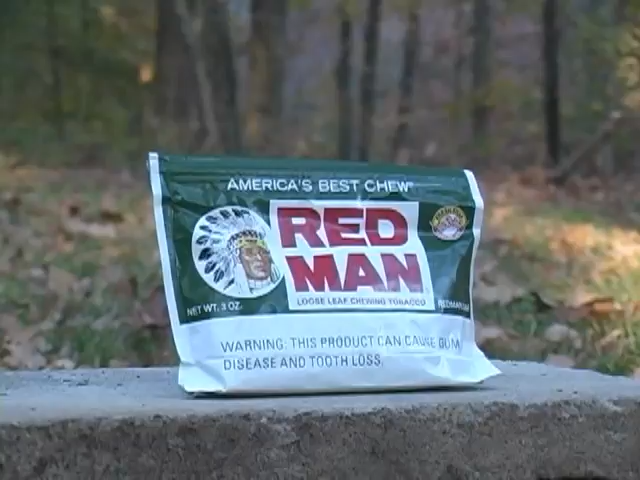 AMERICA'S BEST CHEW®
RED
MAN
LOOSE LEAF CHEWING TOBACCO
NET WT. 3 OZ.
WARNING: THIS PRODUCT CAN CAUSE GUM
DISEASE AND TOOTH LOSS.